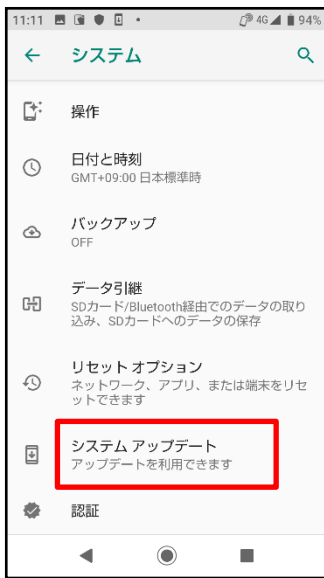 11:11 4G 94%
システム
操作
日付と時刻
GMT+09:00 日本標準時
バックアップ
OFF
データ引継
SDカード/Bluetooth経由でのデータの取り
込み、SDカードへのデータの保存
リセット オプション
ネットワーク、アプリ、または端末をリセ
ットできます
システム アップデート
アップデートを利用できます
認証